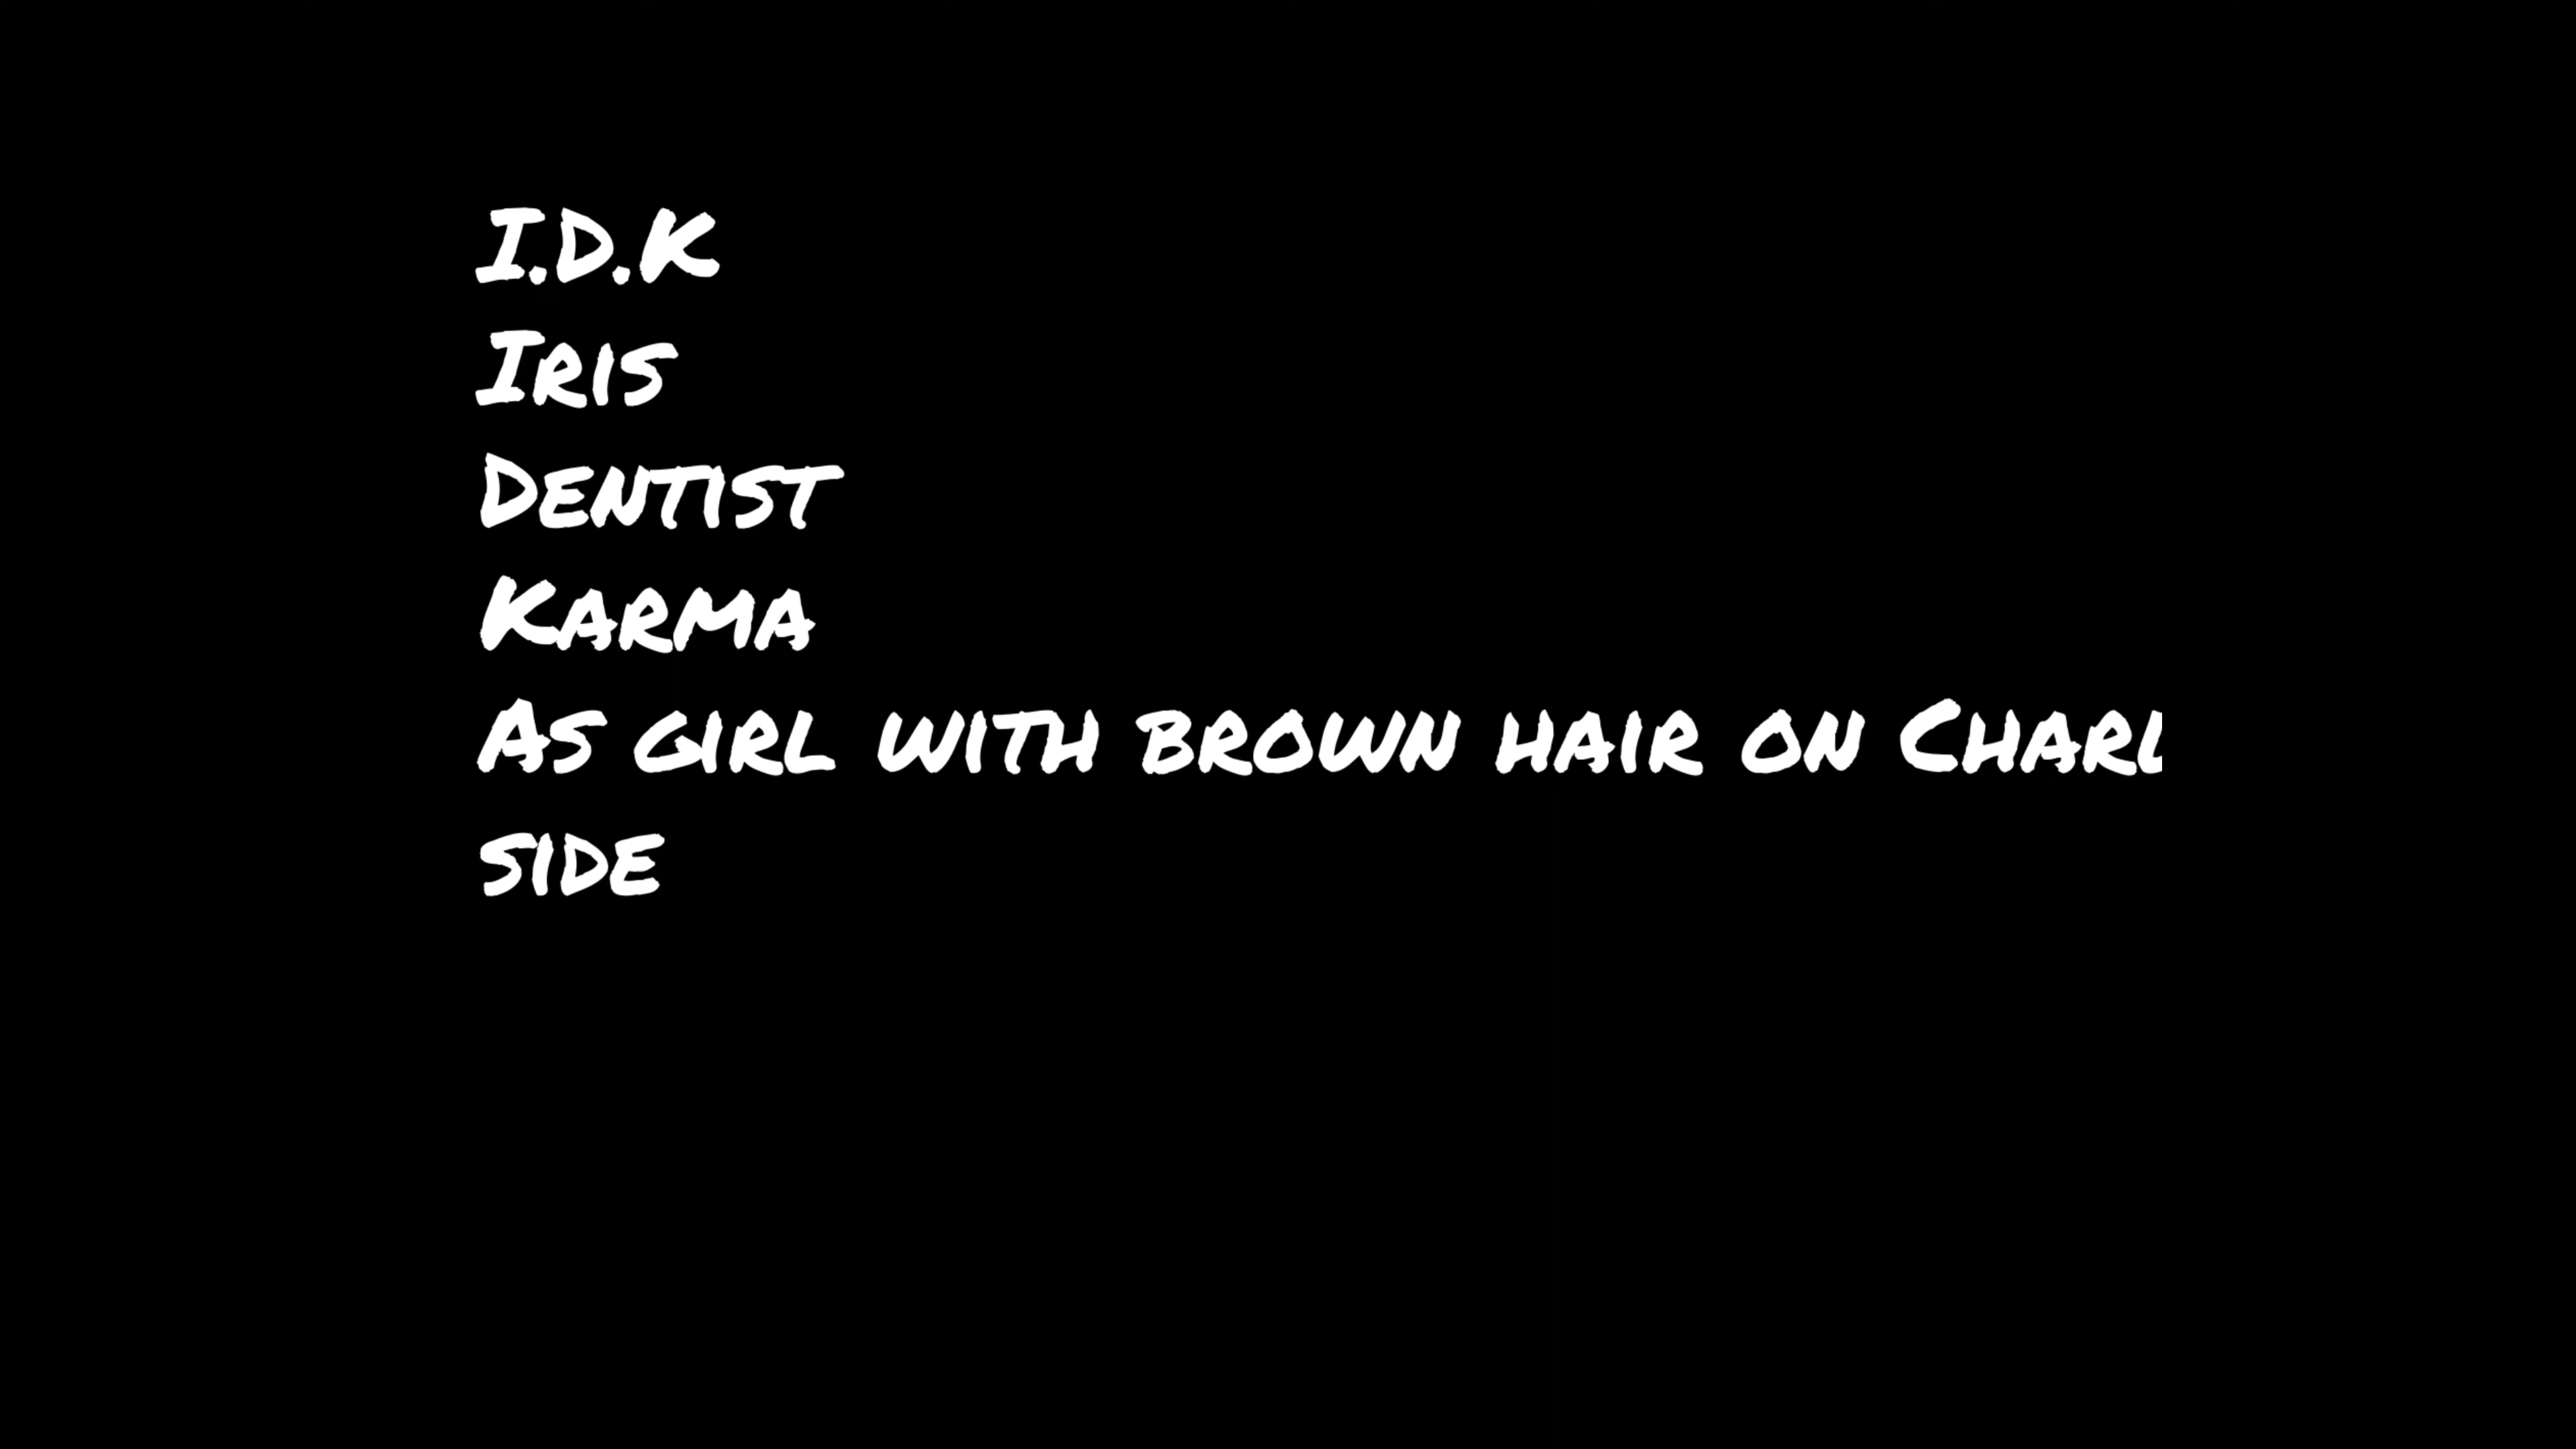 I.D.K
Iris
Dentist
Karma
As girl with brown hair on Charl
side